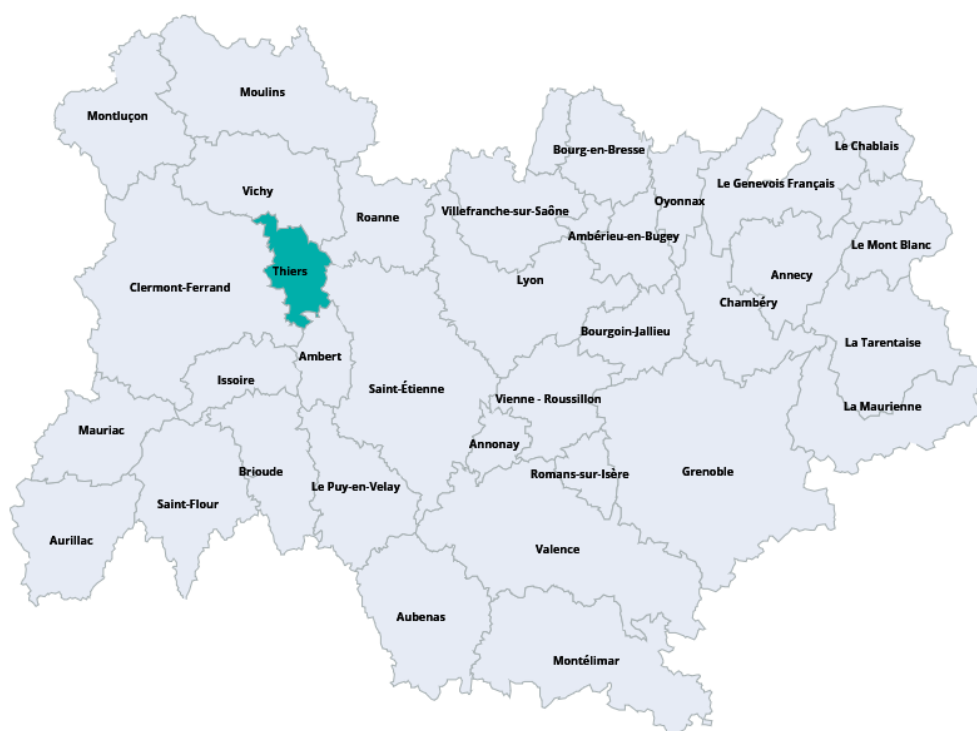 Moulins
Montluçon
Bourg-en-Bresse
Le Chablais
Vichy
Le Genevois Français
Oyonnax
Roanne
Villefranche-sur-Saône
Ambérieu-en-Bugey
Le Mont Blanc
Thiers
Annecy
Lyon
Clermont-Ferrand
Chambéry
Bourgoin-Jallieu
La Tarentaise
Ambert
Issoire
Saint-Étienne
Vienne - Roussillon
La Maurienne
Mauriac
Annonay
Brioude
Grenoble
Romans-sur-Isère
Le Puy-en-Velay
Saint-Flour
Aurillac
Valence
Aubenas
Montélimar